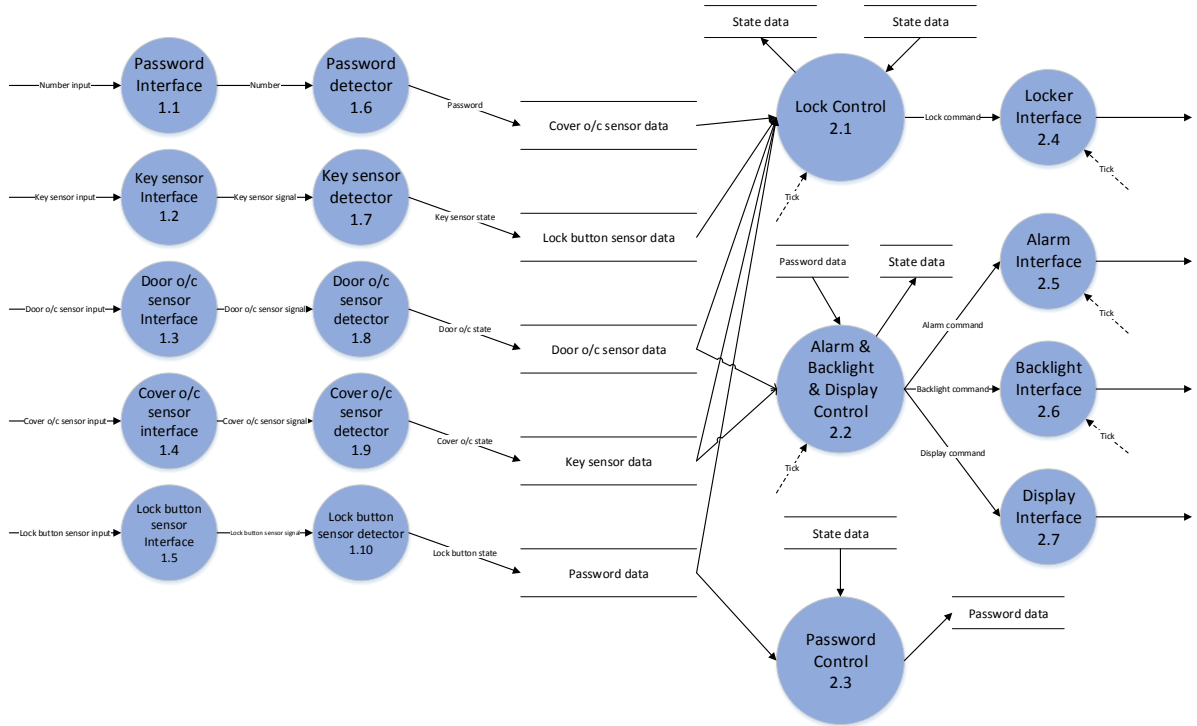 State data
State data
Number input
Password
Interface
1.1
Number
Password
detector
1.6
Password
Cover o/c sensor data
Lock Control
2.1
Lock command
Locker
Interface
2.4
Tick
Tick
Key sensor input
Key sensor
Interface
1.2
Key sensor signal
Key sensor
detector
1.7
Key sensor state
Lock button sensor data
Password data
State data
Alarm
Interface
2.5
Tick
Door o/c sensor input
Door o/c
sensor
Interface
1.3
Door o/c sensor signal
Door o/c
sensor
detector
1.8
Door o/c state
Door o/c sensor data
Alarm &
Backlight
& Display
Control
2.2
Alarm command
Backlight command
Display command
Tick
Backlight
Interface
2.6
Tick
Cover o/c sensor input
Cover o/c
sensor
interface
1.4
Cover o/c sensor signal
Cover o/c
sensor
detector
1.9
Cover o/c state
Key sensor data
Display
Interface
2.7
Lock button sensor input
Lock button
sensor
Interface
1.5
Lock button sensor signal
Lock button
sensor detector
1.10
Lock button state
Password data
State data
Password
Control
2.3
Password data